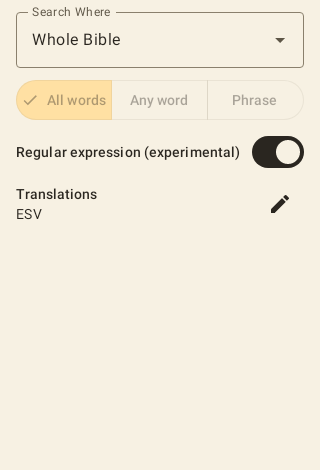 Search Where
Whole Bible
All words Any word Phrase
Regular expression (experimental)
Translations
ESV